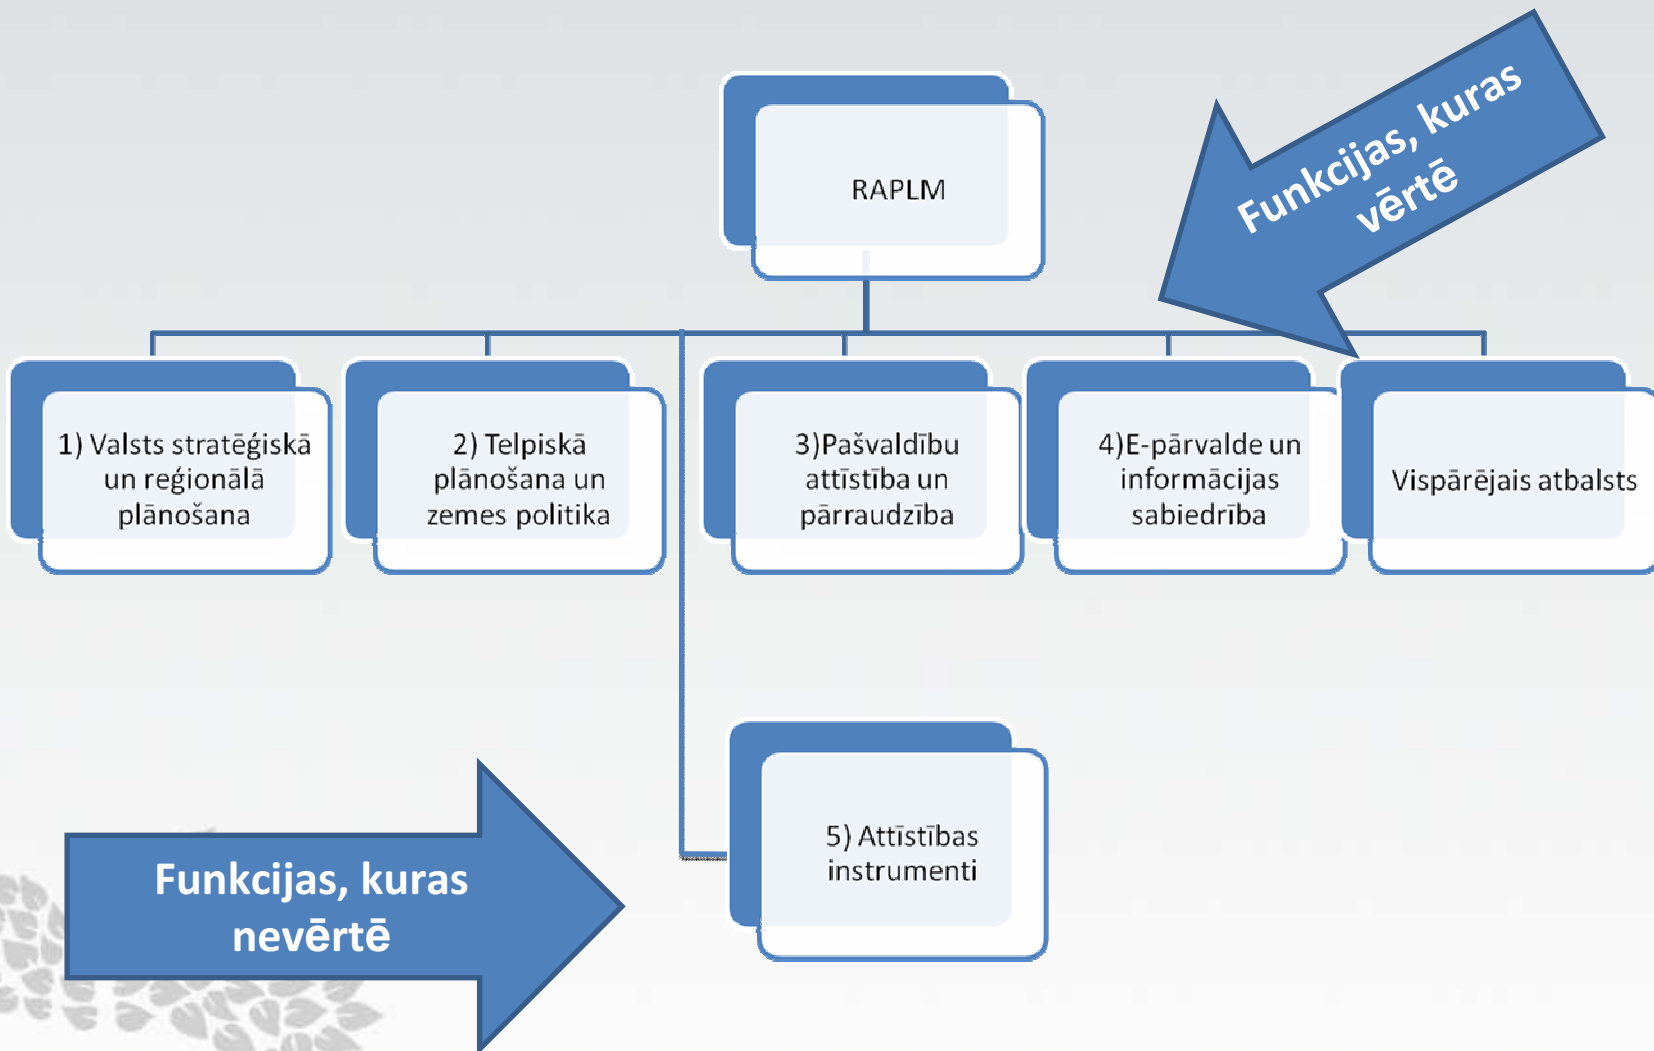 RAPLM
Funkcijas, kuras
vērtē
1) Valsts stratēģiskā
un reģionālā
plānošana
2) Telpiskā
plānošana un
zemes politika
3)Pašvaldību
attīstība un
pārraudzība
4)E-pārvalde un
informācijas
sabiedrība
Vispārējais atbalsts
5) Attīstības
instrumenti
Funkcijas, kuras
nevērtē